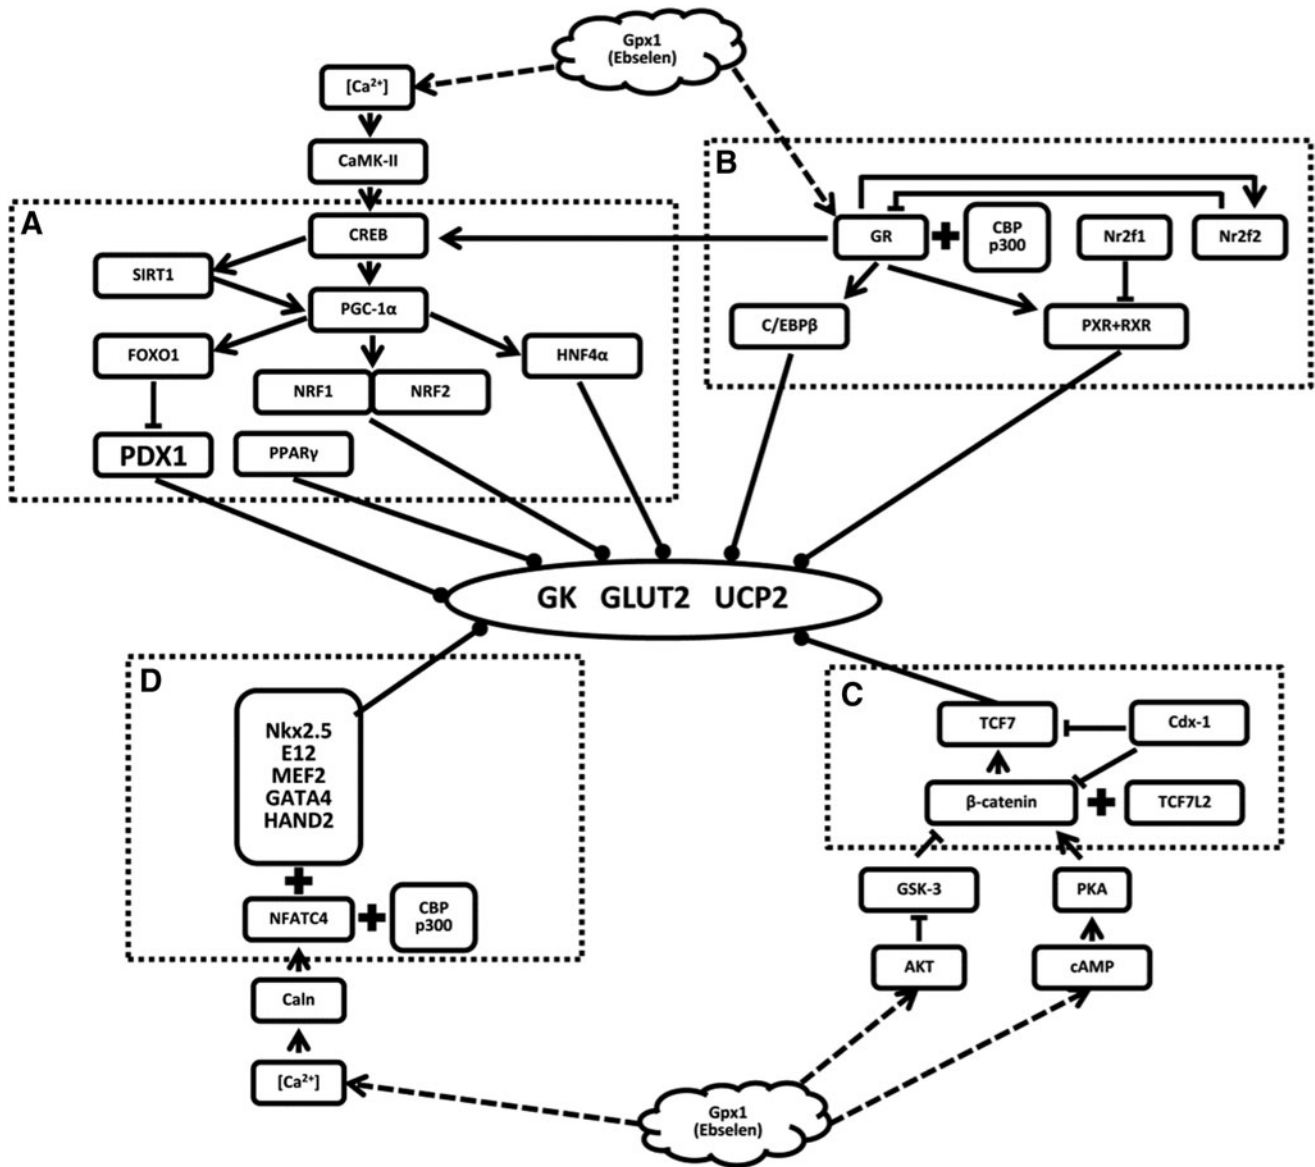 Gpx1
(Ebselen)
[Ca²⁺]
CaMK-II
A
CREB
SIRT1
PGC-1α
FOXO1
HNF4α
NRF1
NRF2
PDX1
PPARγ
B
GR
CBP
p300
Nr2f1
Nr2f2
C/EBPβ
PXR+RXR
GK GLUT2 UCP2
D
Nkx2.5
E12
MEF2
GATA4
HAND2
NFATC4
CBP
p300
Caln
[Ca²⁺]
C
TCF7
Cdx-1
β-catenin
TCF7L2
GSK-3
PKA
AKT
cAMP
Gpx1
(Ebselen)